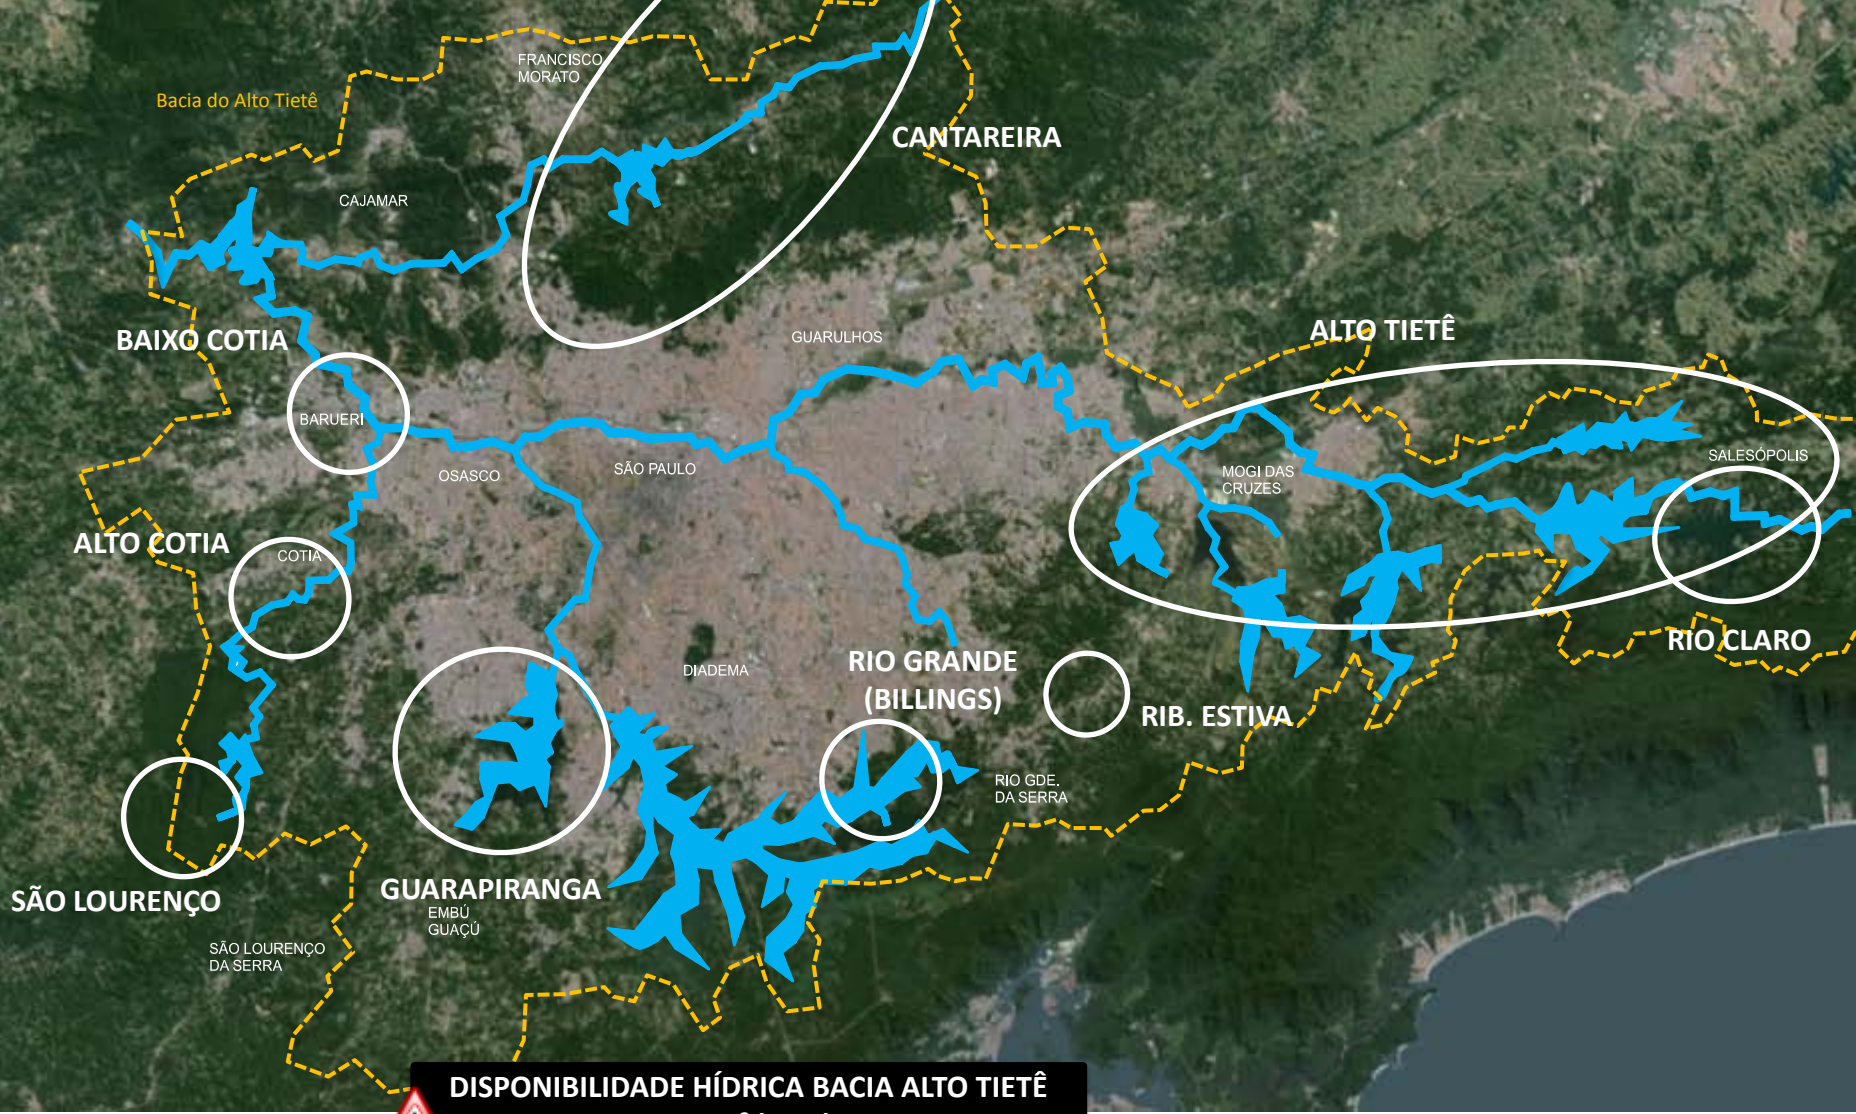 FRANCISCO
MORATO
Bacia do Alto Tietê
CANTAREIRA
CAJAMAR
BAIXO COTIA
GUARULHOS
ALTO TIETÊ
BARUERÍ
OSASCO
SÃO PAULO
MOGI DAS
CRUZES
SALESÓPOLIS
ALTO COTIA
COTIA
RIO CLARO
DIADEMA
RIO GRANDE
(BILLINGS)
RIB. ESTIVA
RIO GDE.
DA SERRA
SÃO LOURENÇO
GUARAPIRANGA
EMBÚ
GUAÇÚ
SÃO LOURENÇO
DA SERRA
DISPONIBILIDADE HÍDRICA BACIA ALTO TIETÊ